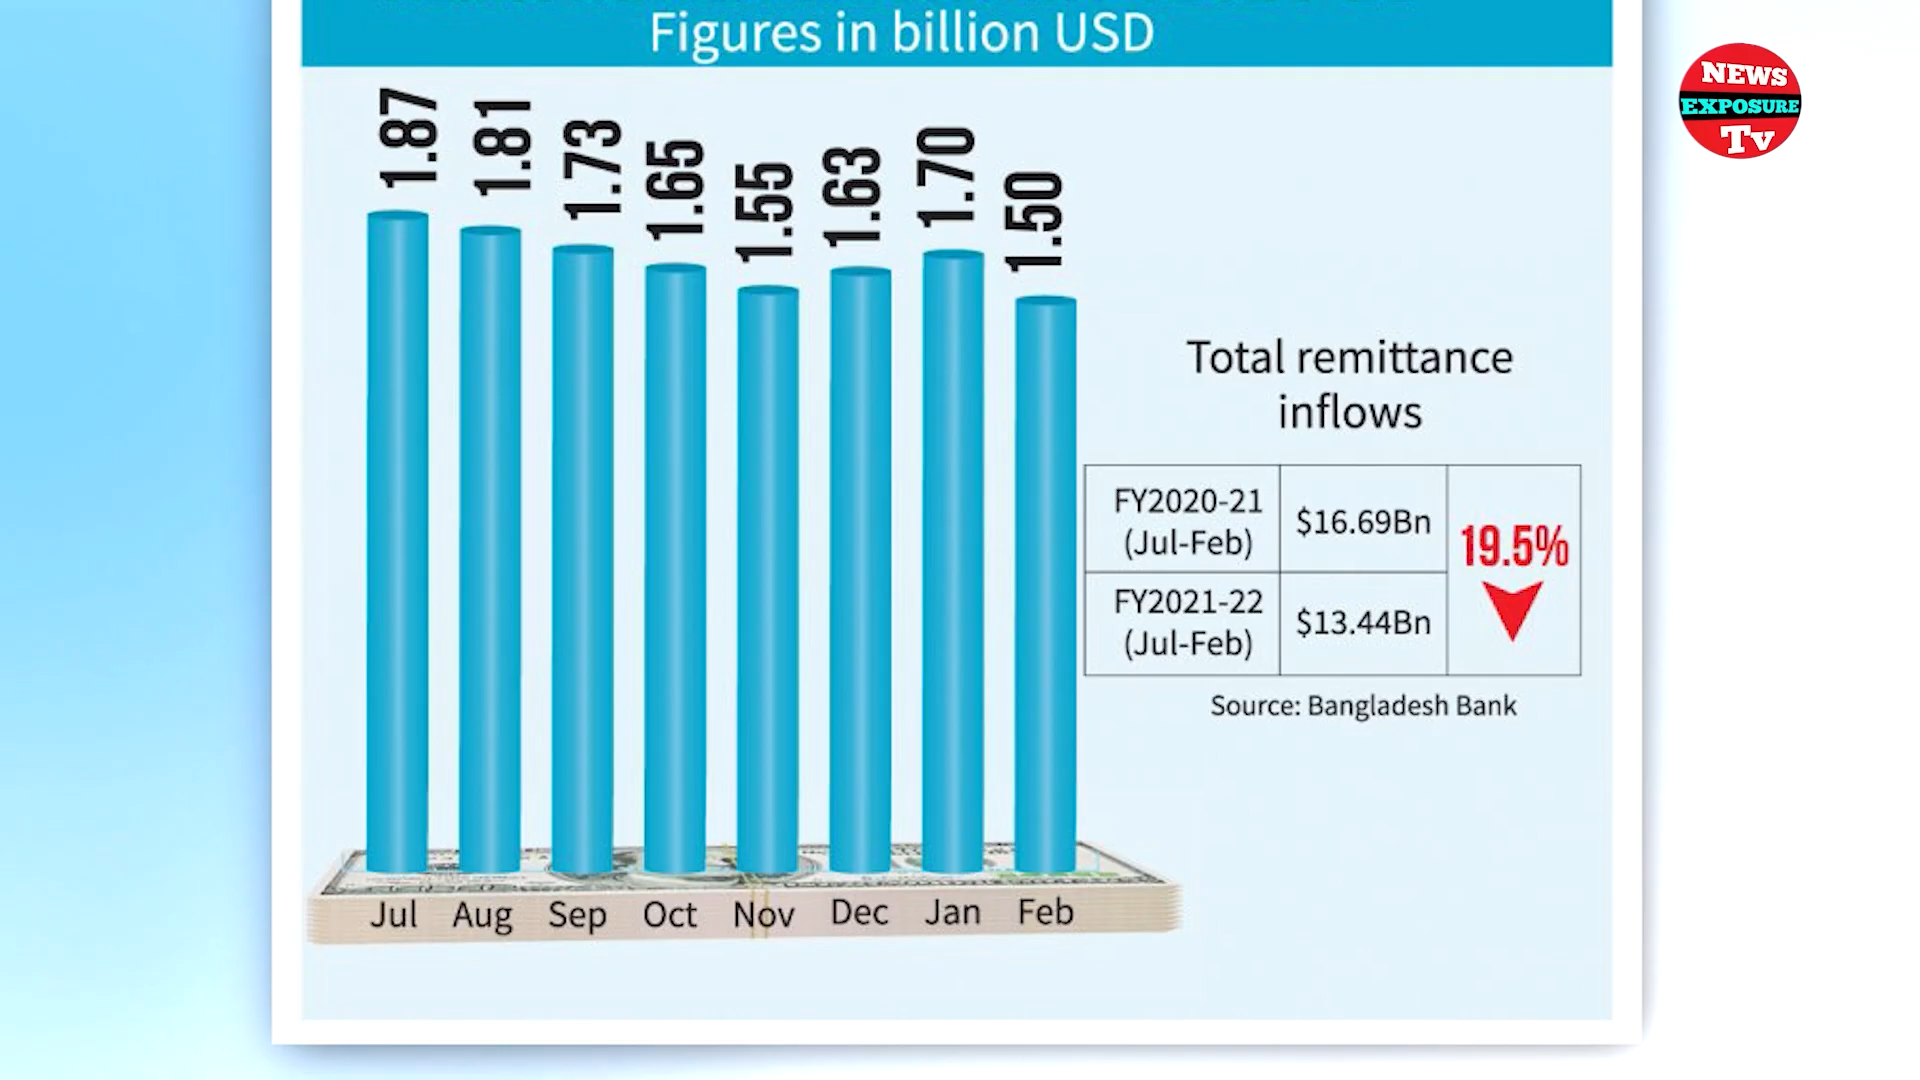 Figures in billion USD
NEWS
EXPOSURE
Tv
1.87
1.81
1.73
1.65
1.55
1.63
1.70
1.50
Total remittance
inflows
FY2020-21
(Jul-Feb)
$16.69Bn
19.5%
FY2021-22
(Jul-Feb)
$13.44Bn
Source: Bangladesh Bank
Jul Aug Sep Oct Nov Dec Jan Feb